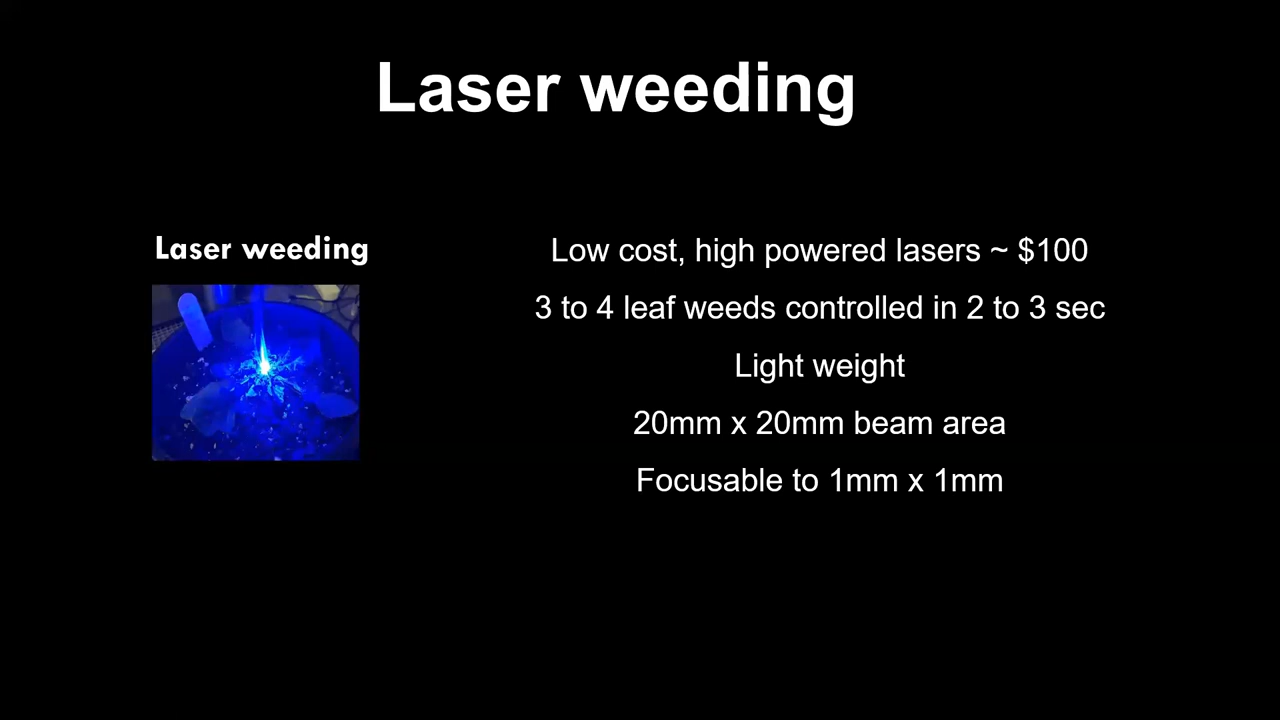 Laser weeding
Laser weeding
Low cost, high powered lasers ~ $100
3 to 4 leaf weeds controlled in 2 to 3 sec
Light weight
20mm x 20mm beam area
Focusable to 1mm x 1mm